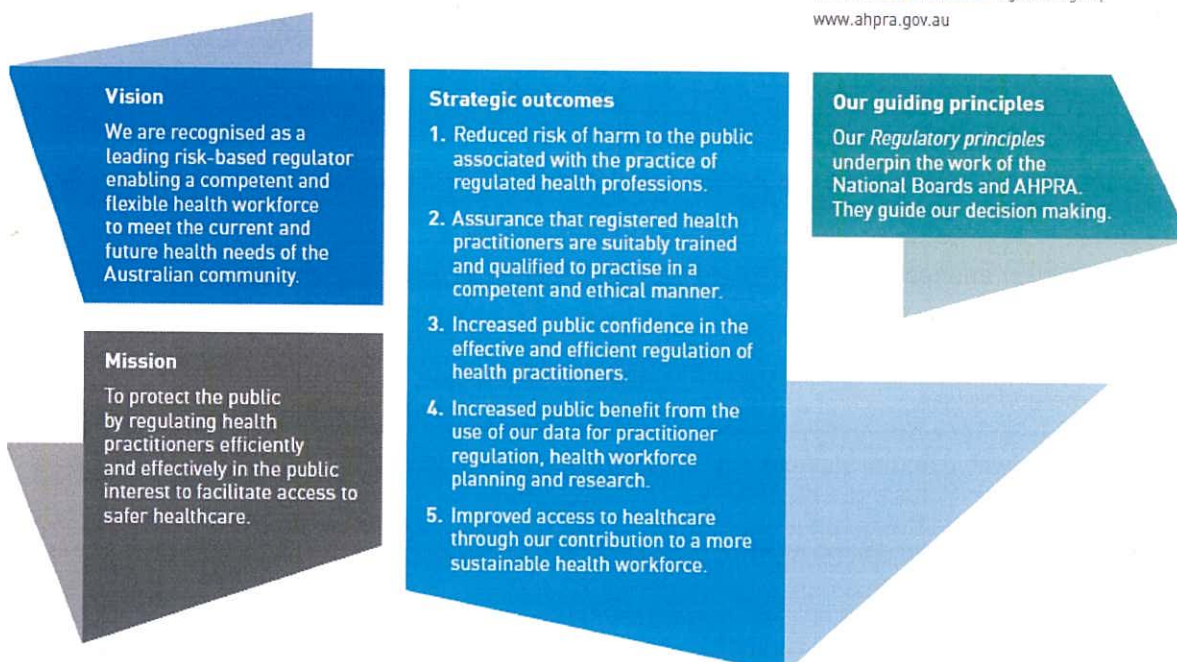 www.ahpra.gov.au
Vision
We are recognised as a
leading risk-based regulator
enabling a competent and
flexible health workforce
to meet the current and
future health needs of the
Australian community.
Mission
To protect the public
by regulating health
practitioners efficiently
and effectively in the public
interest to facilitate access to
safer healthcare.
Strategic outcomes
1. Reduced risk of harm to the public
associated with the practice of
regulated health professions.
2. Assurance that registered health
practitioners are suitably trained
and qualified to practise in a
competent and ethical manner.
3. Increased public confidence in the
effective and efficient regulation of
health practitioners.
4. Increased public benefit from the
use of our data for practitioner
regulation, health workforce
planning and research.
5. Improved access to healthcare
through our contribution to a more
sustainable health workforce.
Our guiding principles
Our Regulatory principles
underpin the work of the
National Boards and AHPRA.
They guide our decision making.